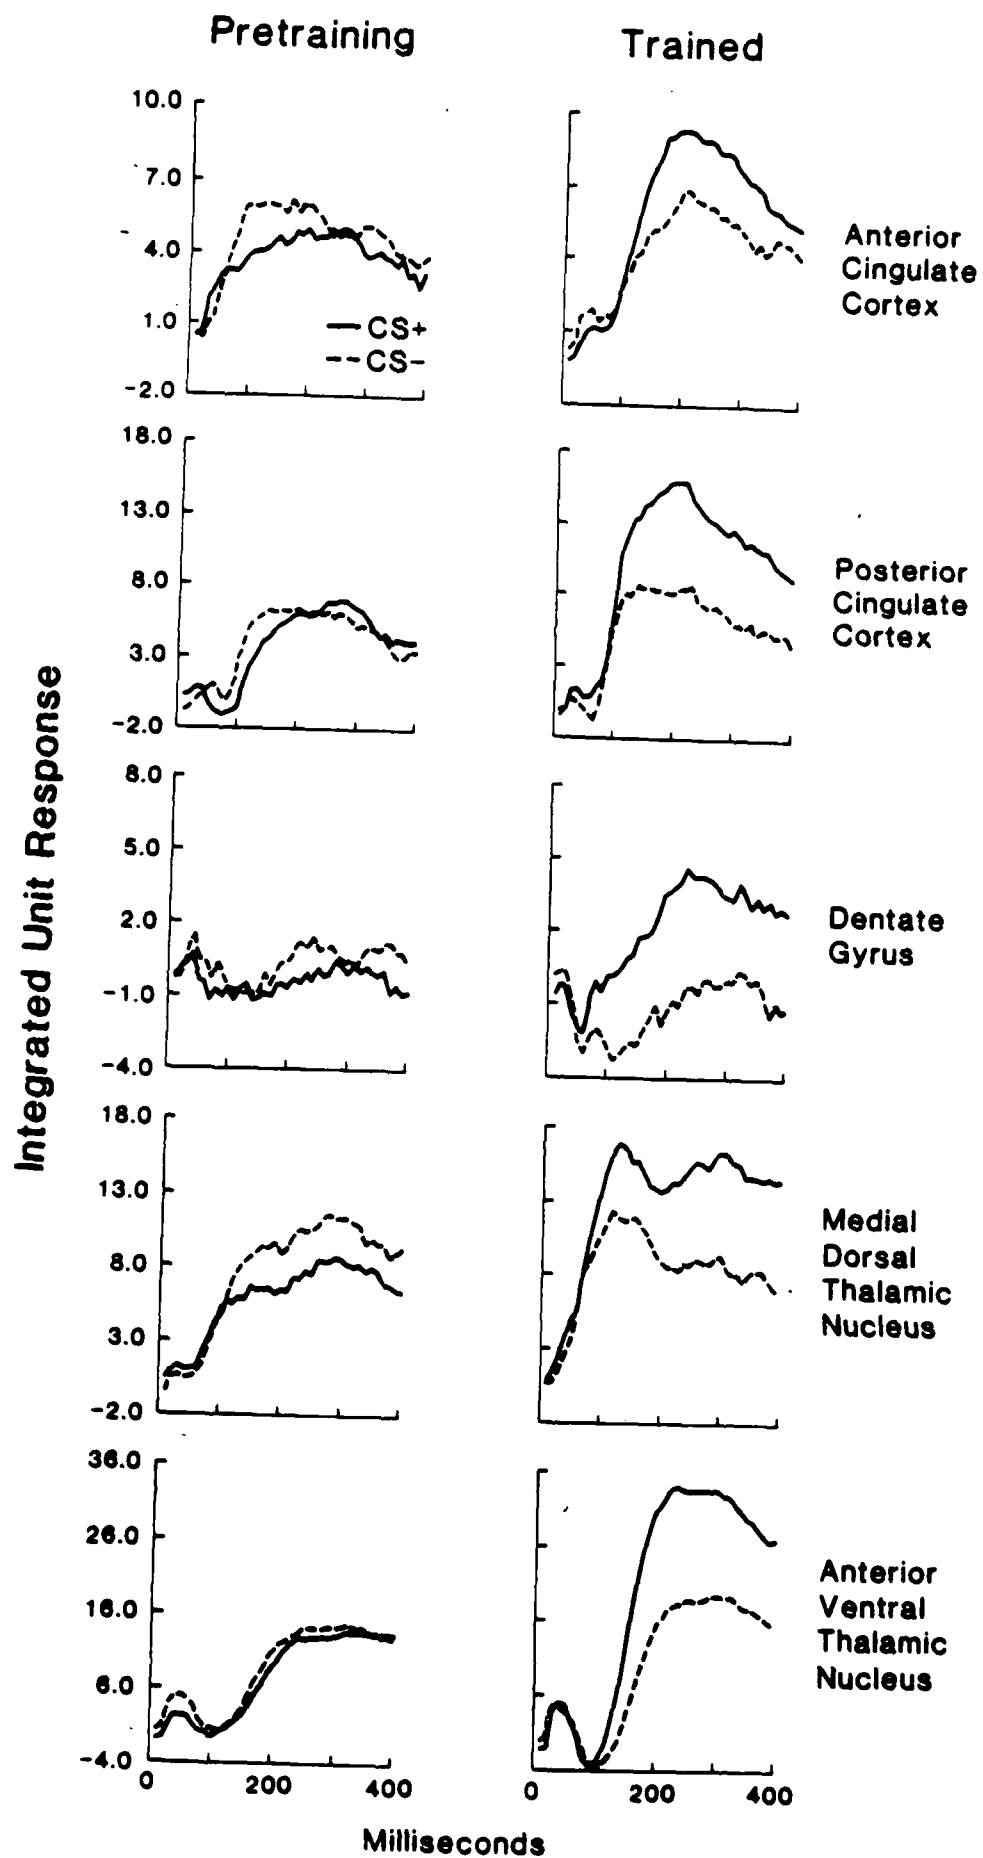 Pretraining
Trained
10.0
7.0
4.0
1.0
-2.0
CS+
CS-
Anterior
Cingulate
Cortex
18.0
13.0
8.0
3.0
-2.0
Posterior
Cingulate
Cortex
8.0
5.0
2.0
-1.0
-4.0
Dentate
Gyrus
18.0
13.0
8.0
3.0
-2.0
Medial
Dorsal
Thalamic
Nucleus
36.0
26.0
16.0
6.0
-4.0
Anterior
Ventral
Thalamic
Nucleus
0
200
400
0
200
400
Milliseconds
Integrated Unit Response